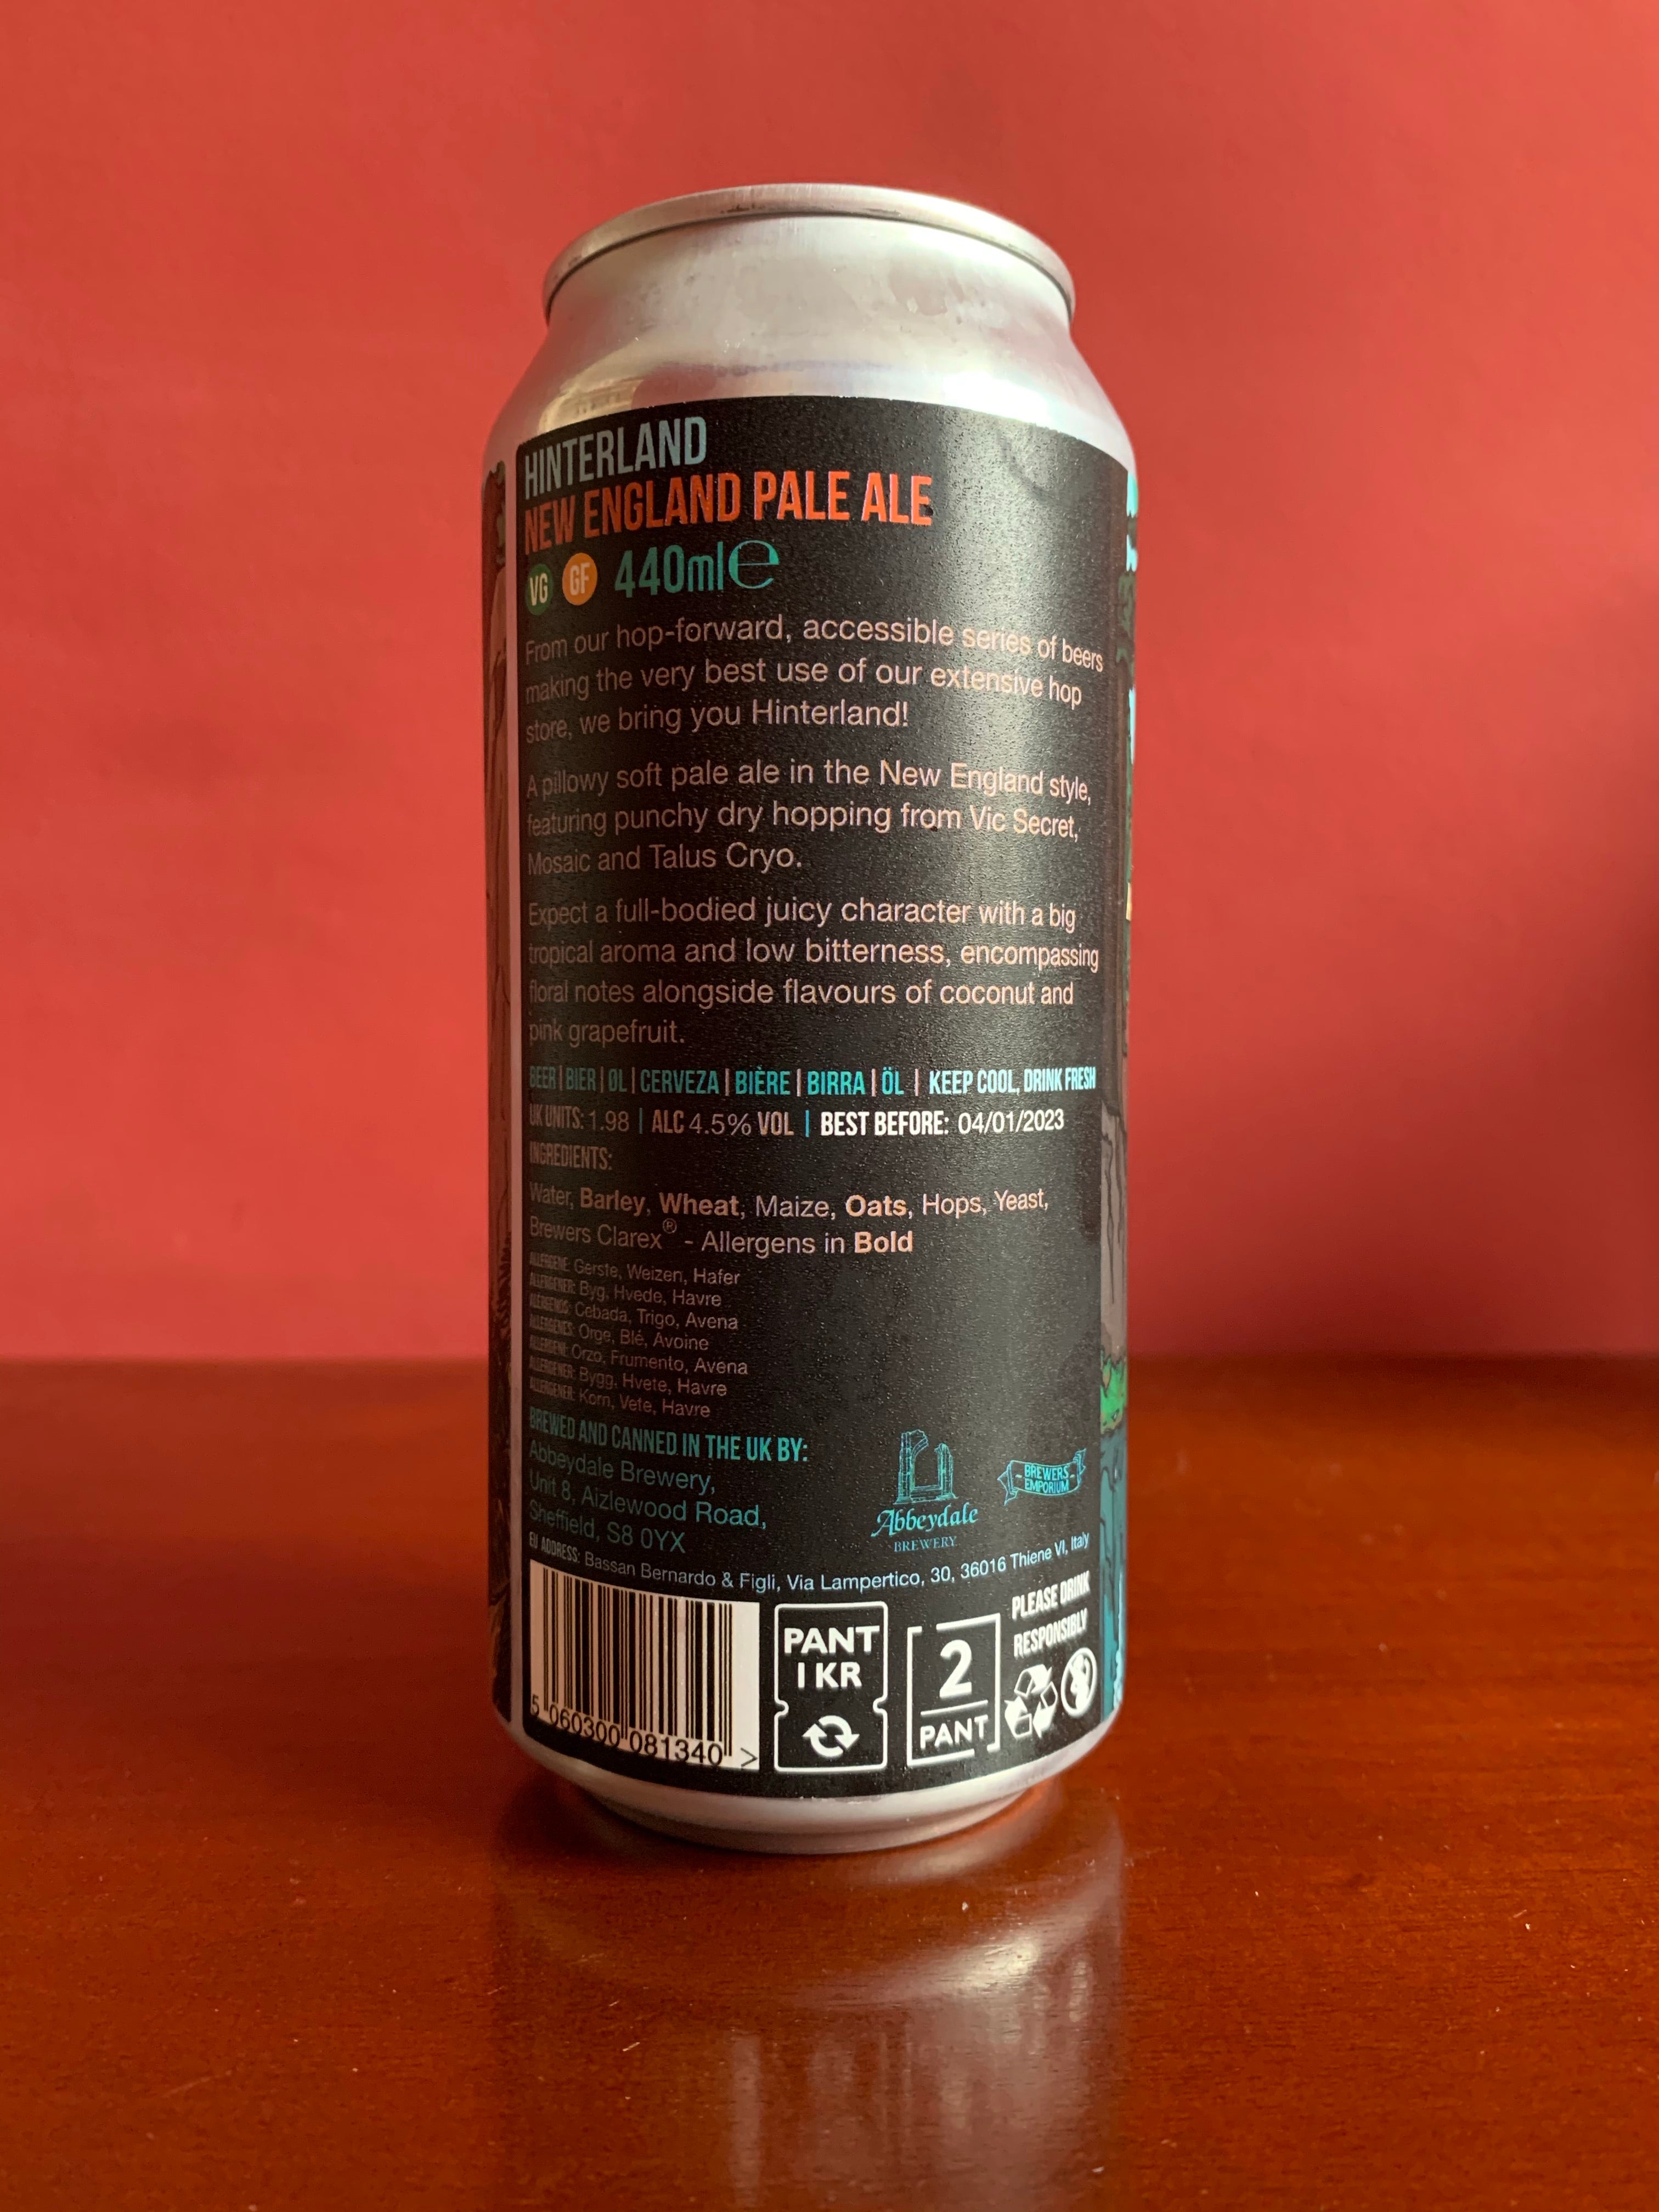 HINTERLAND
NEW ENGLAND PALE ALE
VG GF 440ml℮
From our hop-forward, accessible series of beers
making the very best use of our extensive hop
store, we bring you Hinterland!
A pillowy soft pale ale in the New England style,
featuring punchy dry hopping from Vic Secret,
Mosaic and Talus Cryo.
Expect a full-bodied juicy character with a big
tropical aroma and low bitterness, encompassing
floral notes alongside flavours of coconut and
pink grapefruit.
BEER | BIER | ØL | CERVEZA | BIÈRE | BIRRA | ÖL | KEEP COOL, DRINK FRESH
UK UNITS: 1.98 | ALC 4.5% VOL | BEST BEFORE: 04/01/2023
INGREDIENTS:
Water, Barley, Wheat, Maize, Oats, Hops, Yeast,
Brewers Clarex® - Allergens in Bold
ALLERGENE: Gerste, Weizen, Hafer
ALLERGENER: Byg, Hvede, Havre
ALERGENOS: Cebada, Trigo, Avena
ALLERGENES: Orge, Blé, Avoine
ALLERGENI: Orzo, Frumento, Avena
ALLERGENER: Bygg, Hvete, Havre
ALLERGENER: Korn, Vete, Havre
BREWED AND CANNED IN THE UK BY:
Abbeydale Brewery,
Unit 8, Aizlewood Road,
Sheffield, S8 0YX
Abbeydale
BREWERY
BREWERS
EMPORIUM
EU ADDRESS: Bassan Bernardo & Figli, Via Lampertico, 30, 36016 Thiene VI, Italy
5 060300 081340 >
PANT
1 KR
2
PANT
PLEASE DRINK
RESPONSIBLY